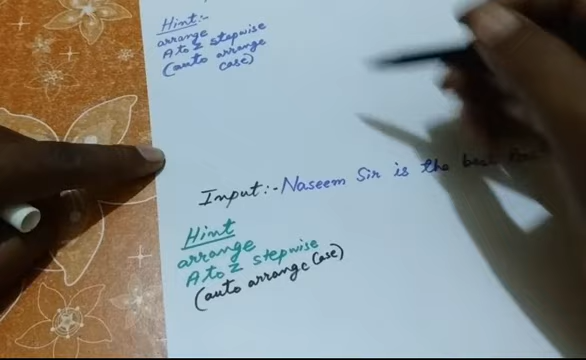 Hint:-
arrange
A to Z stepwise
(auto arrange
case)
Input:- Naseem Sir is the best
Hint
arrange
A to Z stepwise
(auto arrange Case)